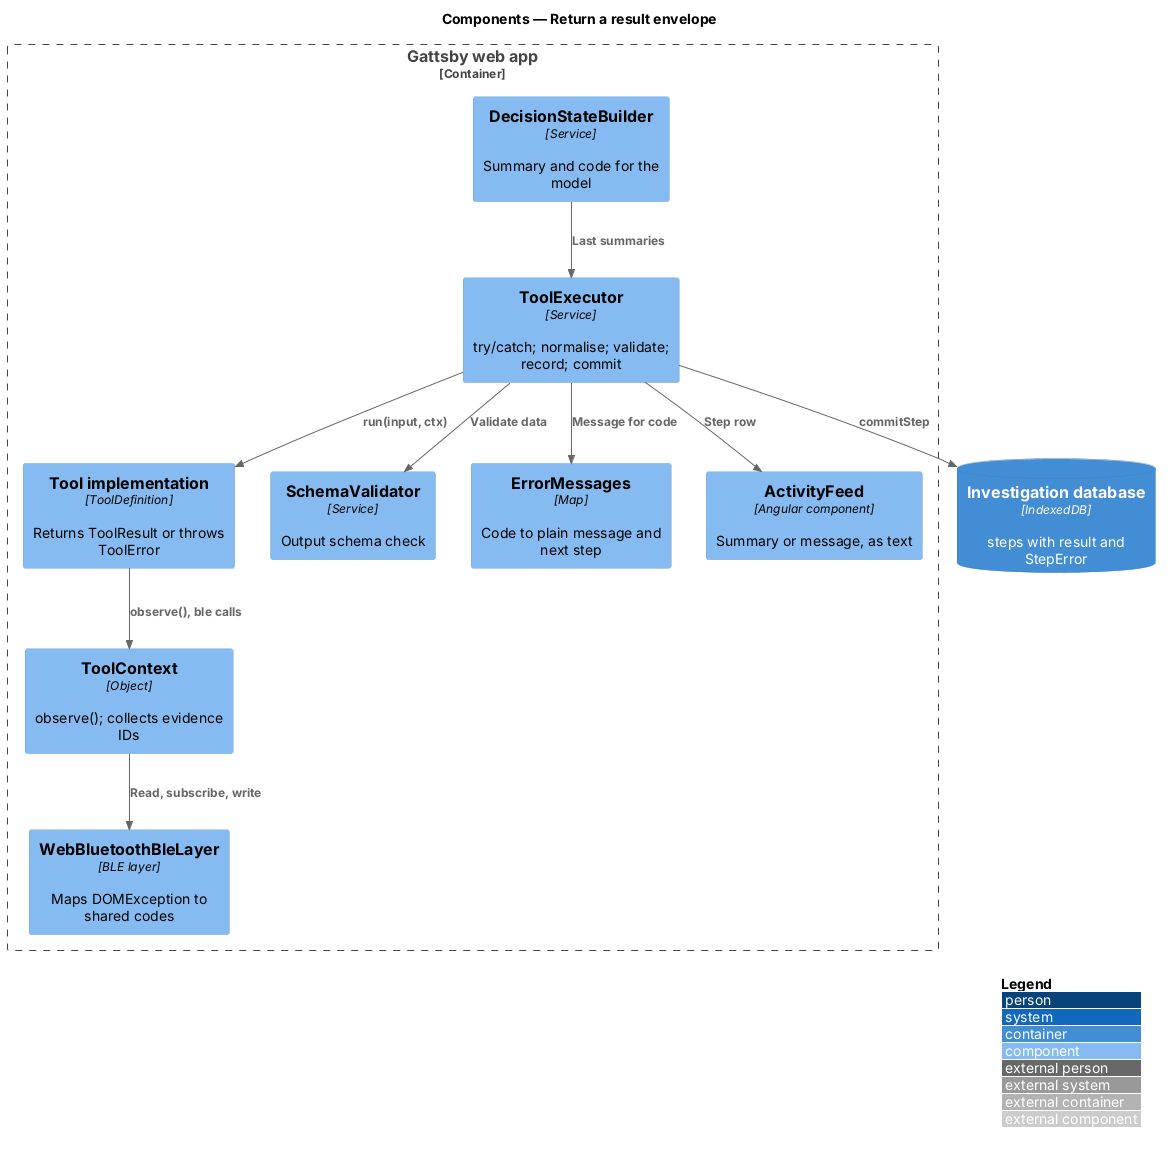 Components — Return a result envelope
Gattsby web app
[Container]
DecisionStateBuilder
[Service]
Summary and code for the
model
Last summaries
ToolExecutor
[Service]
try/catch; normalise; validate;
record; commit
run(input, ctx)
Validate data
Message for code
Step row
commitStep
Tool implementation
[ToolDefinition]
Returns ToolResult or throws
ToolError
SchemaValidator
[Service]
Output schema check
ErrorMessages
[Map]
Code to plain message and
next step
ActivityFeed
[Angular component]
Summary or message, as text
Investigation database
[IndexedDB]
steps with result and
StepError
observe(), ble calls
ToolContext
[Object]
observe(); collects evidence
IDs
Read, subscribe, write
WebBluetoothBleLayer
[BLE layer]
Maps DOMException to
shared codes
Legend
person
system
container
component
external person
external system
external container
external component